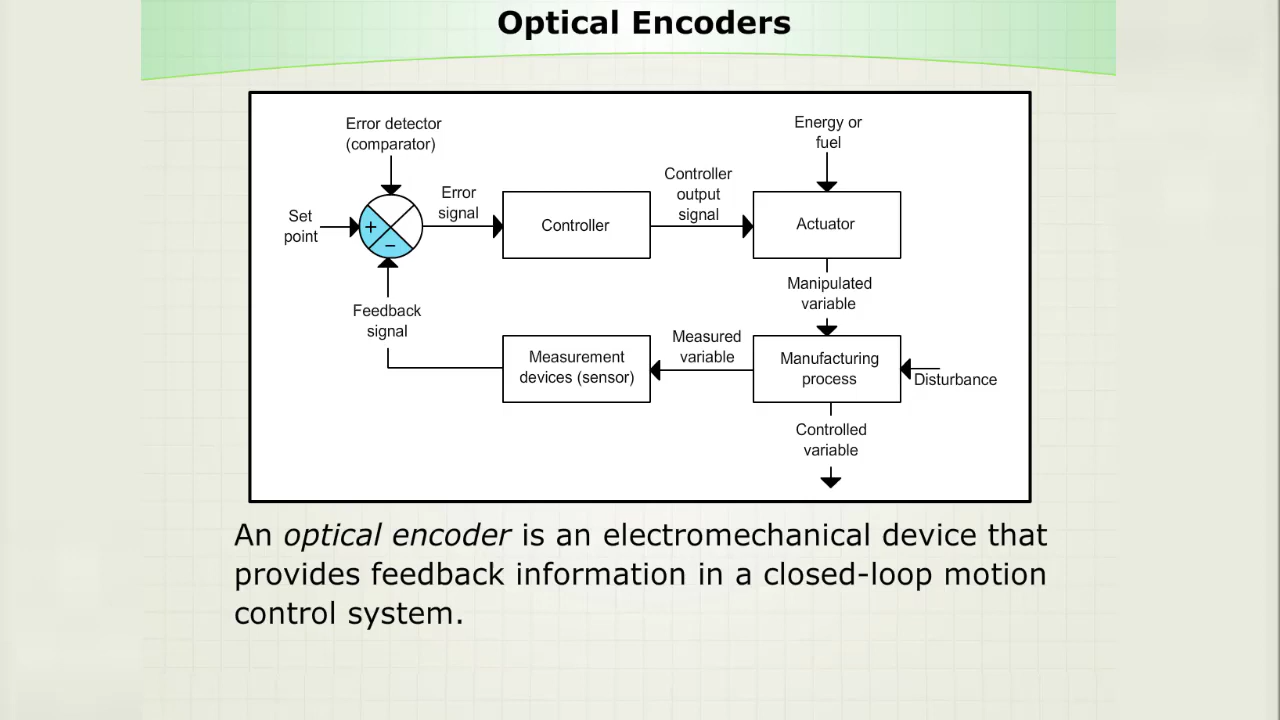 Optical Encoders
Error detector
(comparator)
Energy or
fuel
Controller
output
signal
Error
signal
Set
point
+
−
Controller
Actuator
Manipulated
variable
Feedback
signal
Measured
variable
Measurement
devices (sensor)
Manufacturing
process
Disturbance
Controlled
variable
An optical encoder is an electromechanical device that
provides feedback information in a closed-loop motion
control system.